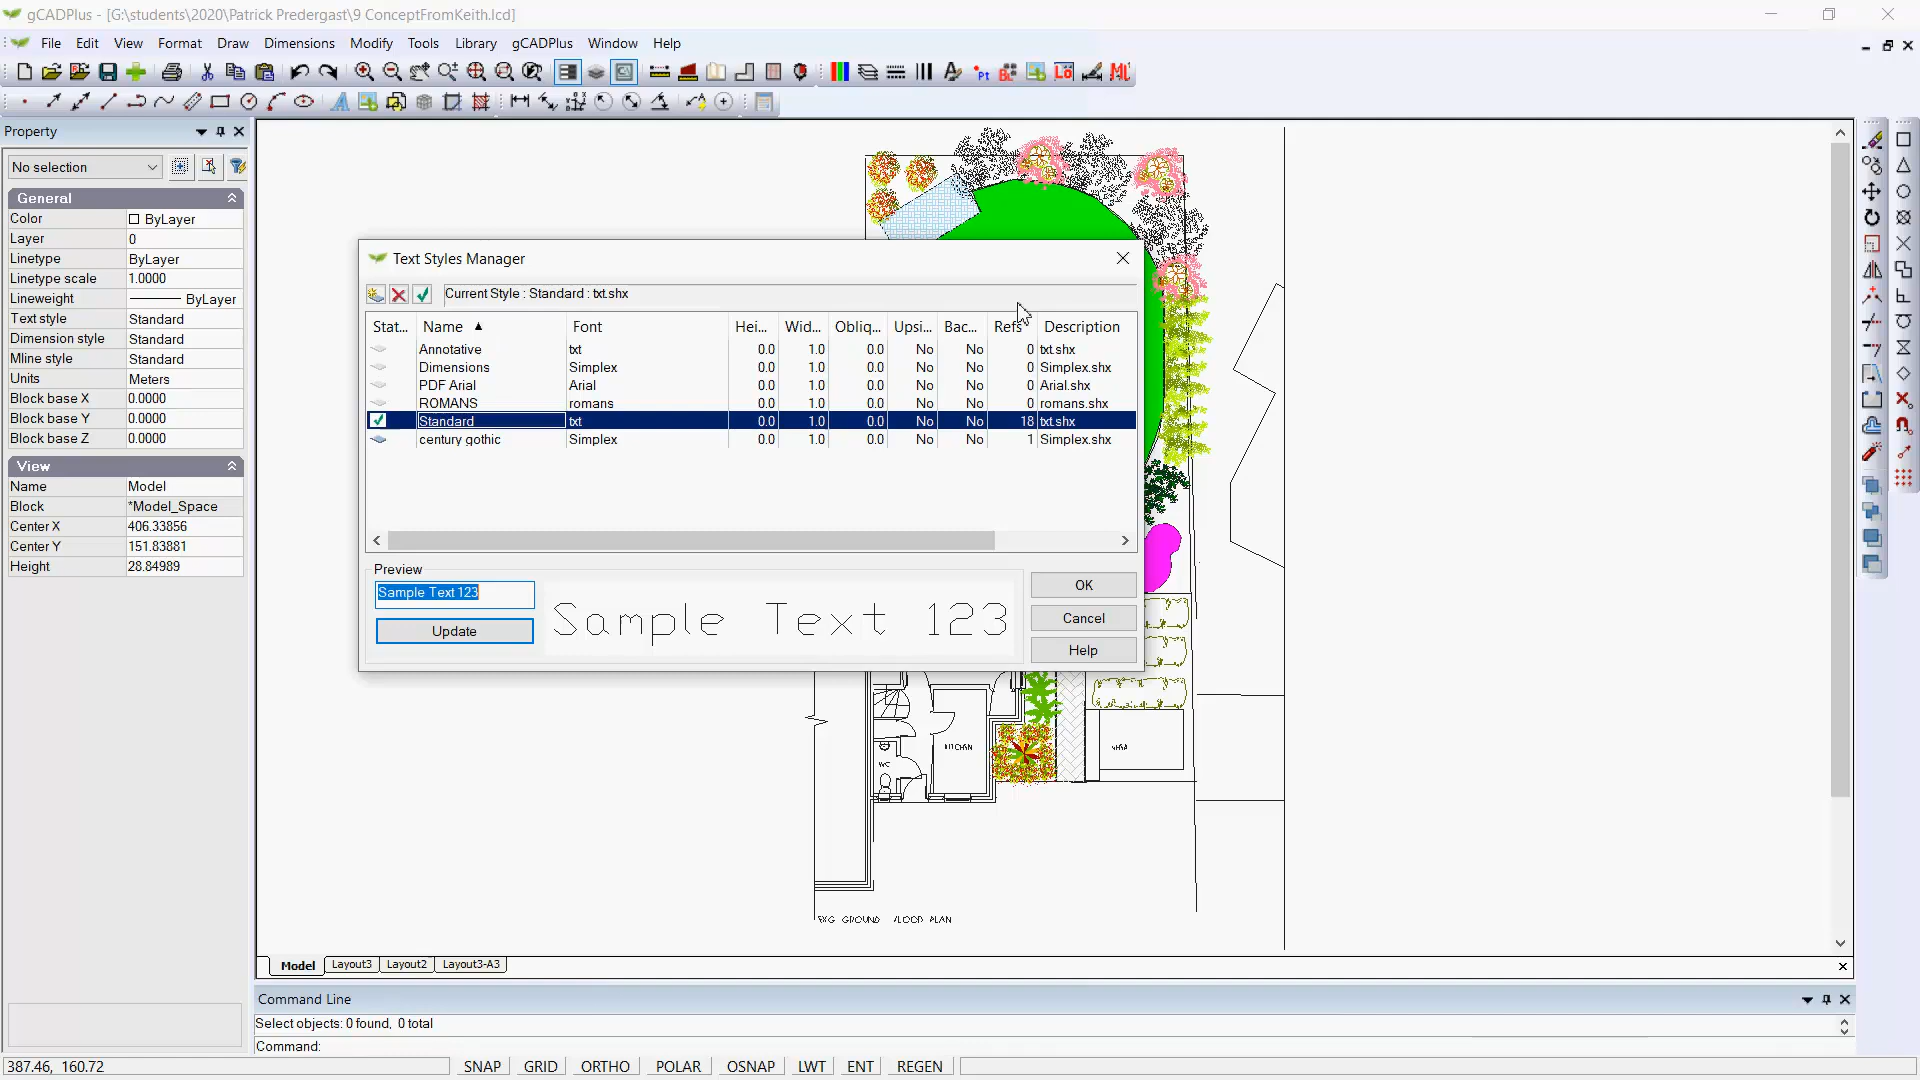 gCADPlus - [G:\students\2020\Patrick Predergast\9 ConceptFromKeith.lcd]
File Edit View Format Draw Dimensions Modify Tools Library gCADPlus Window Help
Property
No selection
General
Color ByLayer
Layer 0
Linetype ByLayer
Linetype scale 1.0000
Lineweight ByLayer
Text style Standard
Dimension style Standard
Mline style Standard
Units Meters
Block base X 0.0000
Block base Y 0.0000
Block base Z 0.0000
View
Name Model
Block *Model_Space
Center X 406.33856
Center Y 151.83881
Height 28.84989
Text Styles Manager
Current Style : Standard : txt.shx
Stat... Name Font Hei... Wid... Obliq... Upsi... Bac... Refs Description
Annotative txt 0.0 1.0 0.0 No No 0 txt.shx
Dimensions Simplex 0.0 1.0 0.0 No No 0 Simplex.shx
PDF Arial Arial 0.0 1.0 0.0 No No 0 Arial.shx
ROMANS romans 0.0 1.0 0.0 No No 0 romans.shx
Standard txt 0.0 1.0 0.0 No No 18 txt.shx
century gothic Simplex 0.0 1.0 0.0 No No 1 Simplex.shx
Preview
Sample Text 123
Update
Sample Text 123
OK
Cancel
Help
KITCHAN
WC
GROUND
Model Layout3 Layout2 Layout3-A3
Command Line
Select objects: 0 found, 0 total
Command:
387.46, 160.72
SNAP GRID ORTHO POLAR OSNAP LWT ENT REGEN